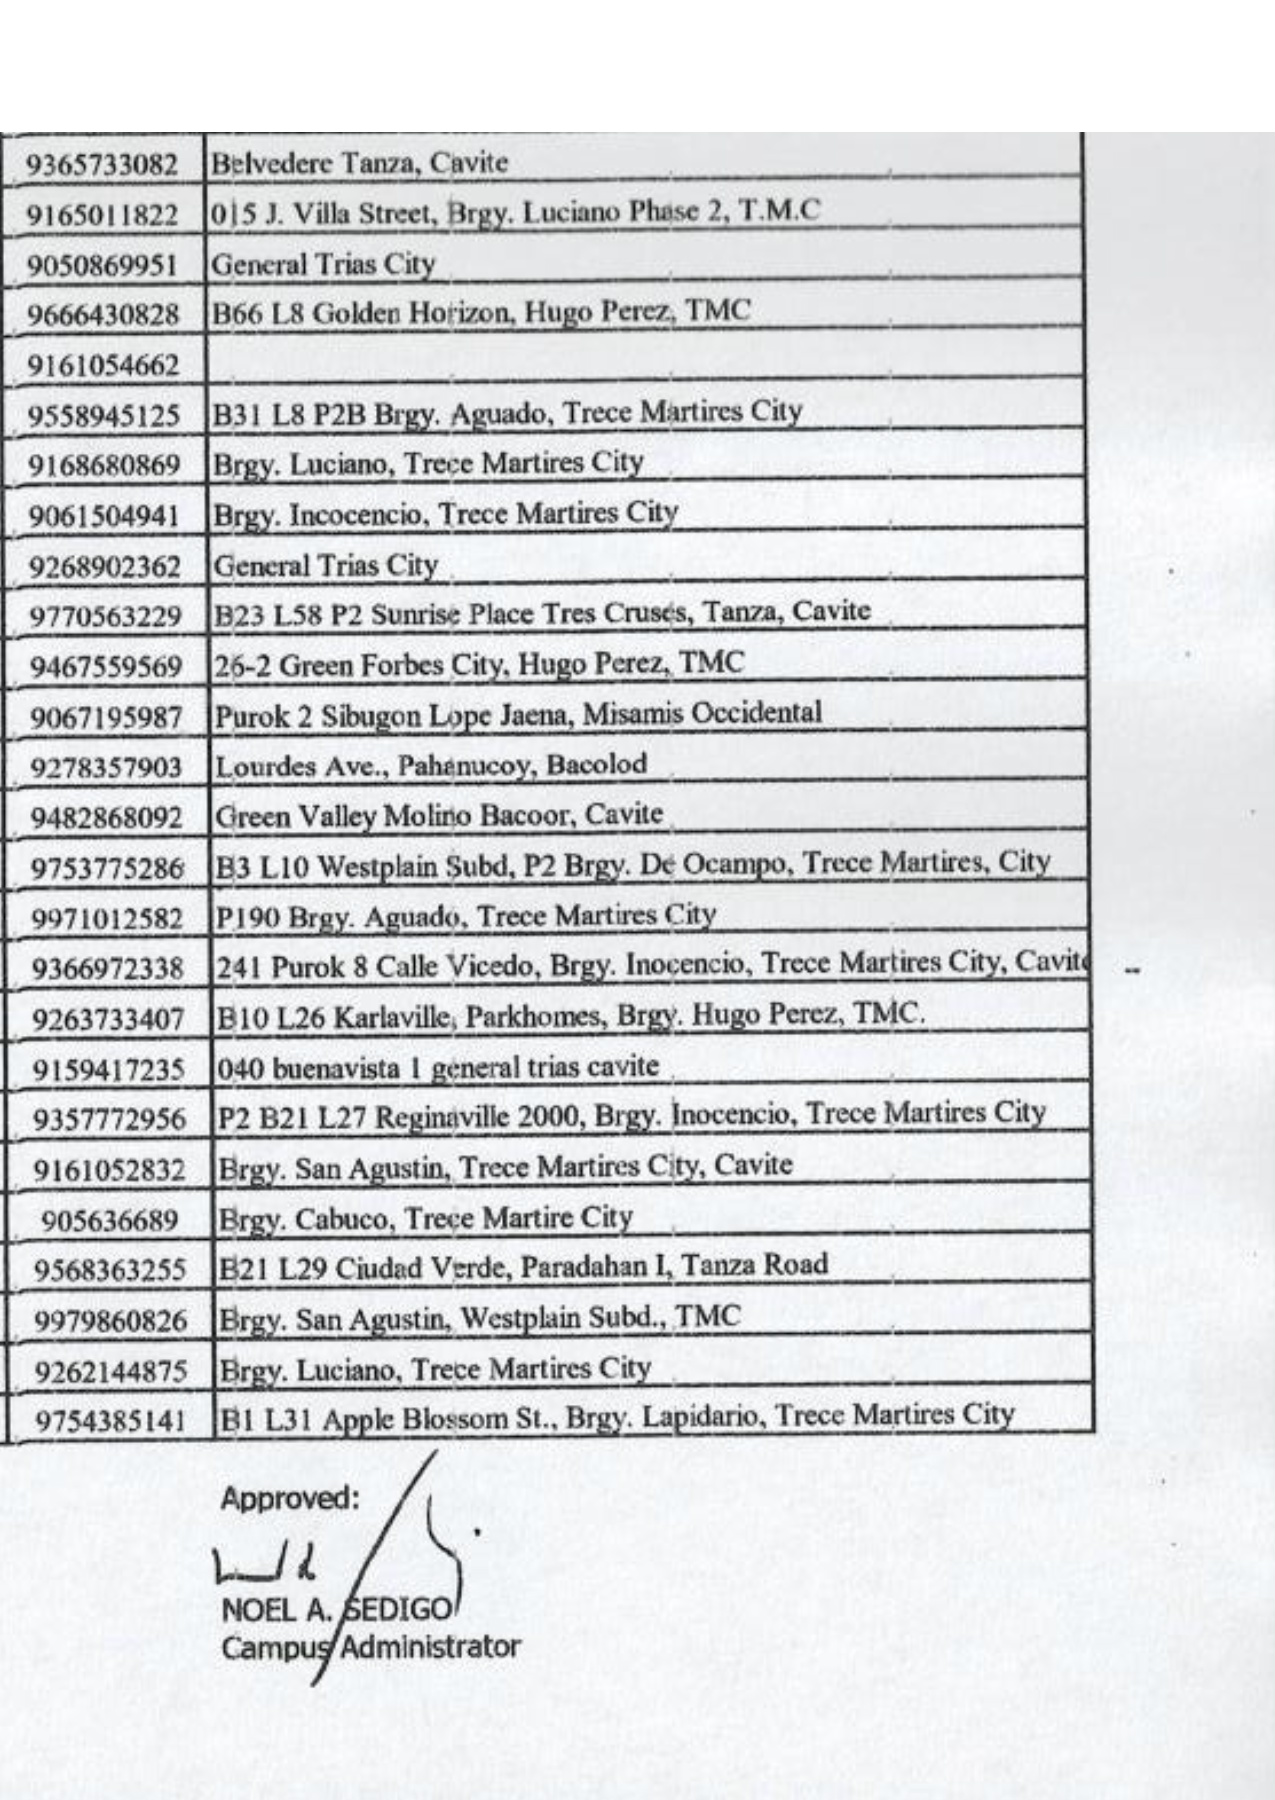 9365733082 Belvedere Tanza, Cavite
9165011822 015 J. Villa Street, Brgy. Luciano Phase 2, T.M.C
9050869951 General Trias City
9666430828 B66 L8 Golden Horizon, Hugo Perez, TMC
9161054662
9558945125 B31 L8 P2B Brgy. Aguado, Trece Martires City
9168680869 Brgy. Luciano, Trece Martires City
9061504941 Brgy. Incocencio, Trece Martires City
9268902362 General Trias City
9770563229 B23 L58 P2 Sunrise Place Tres Cruses, Tanza, Cavite
9467559569 26-2 Green Forbes City, Hugo Perez, TMC
9067195987 Purok 2 Sibugon Lope Jaena, Misamis Occidental
9278357903 Lourdes Ave., Pahanucoy, Bacolod
9482868092 Green Valley Molino Bacoor, Cavite
9753775286 B3 L10 Westplain Subd, P2 Brgy. De Ocampo, Trece Martires, City
9971012582 P190 Brgy. Aguado, Trece Martires City
9366972338 241 Purok 8 Calle Vicedo, Brgy. Inocencio, Trece Martires City, Cavite
9263733407 B10 L26 Karlaville, Parkhomes, Brgy. Hugo Perez, TMC.
9159417235 040 buenavista 1 general trias cavite
9357772956 P2 B21 L27 Reginaville 2000, Brgy. Inocencio, Trece Martires City
9161052832 Brgy. San Agustin, Trece Martires City, Cavite
905636689 Brgy. Cabuco, Trece Martire City
9568363255 B21 L29 Ciudad Verde, Paradahan I, Tanza Road
9979860826 Brgy. San Agustin, Westplain Subd., TMC
9262144875 Brgy. Luciano, Trece Martires City
9754385141 B1 L31 Apple Blossom St., Brgy. Lapidario, Trece Martires City
Approved:
NOEL A. SEDIGO
Campus Administrator